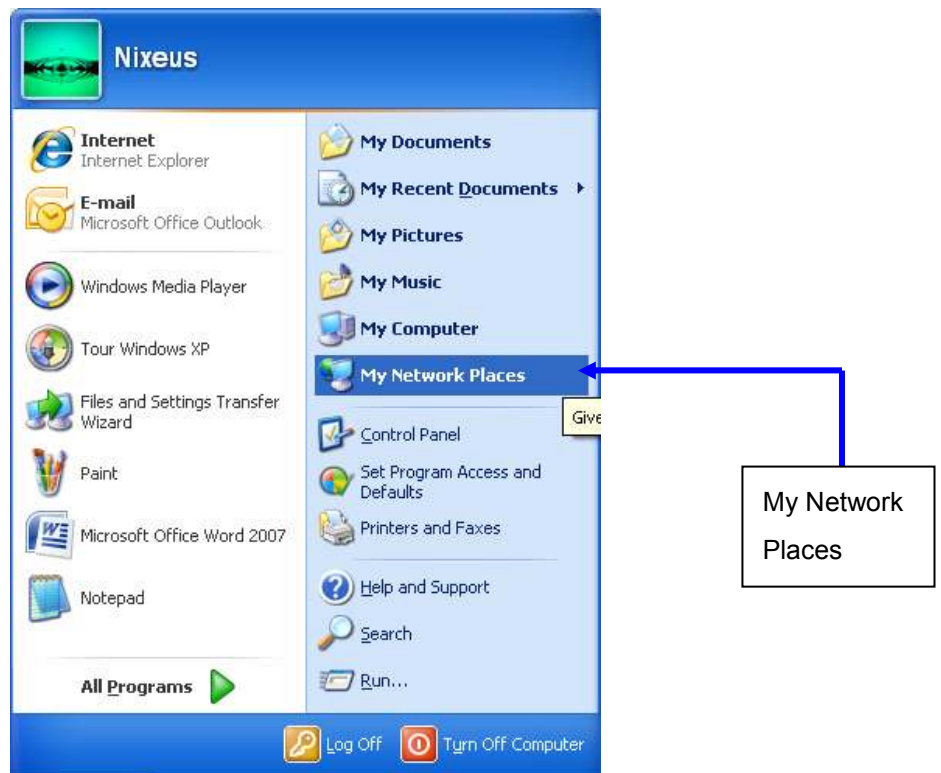 Nixeus
Internet
Internet Explorer
E-mail
Microsoft Office Outlook
Windows Media Player
Tour Windows XP
Files and Settings Transfer
Wizard
Paint
Microsoft Office Word 2007
Notepad
All Programs
My Documents
My Recent Documents
My Pictures
My Music
My Computer
My Network Places
Give
Control Panel
Set Program Access and
Defaults
Printers and Faxes
Help and Support
Search
Run...
Log Off
Turn Off Computer
My Network
Places